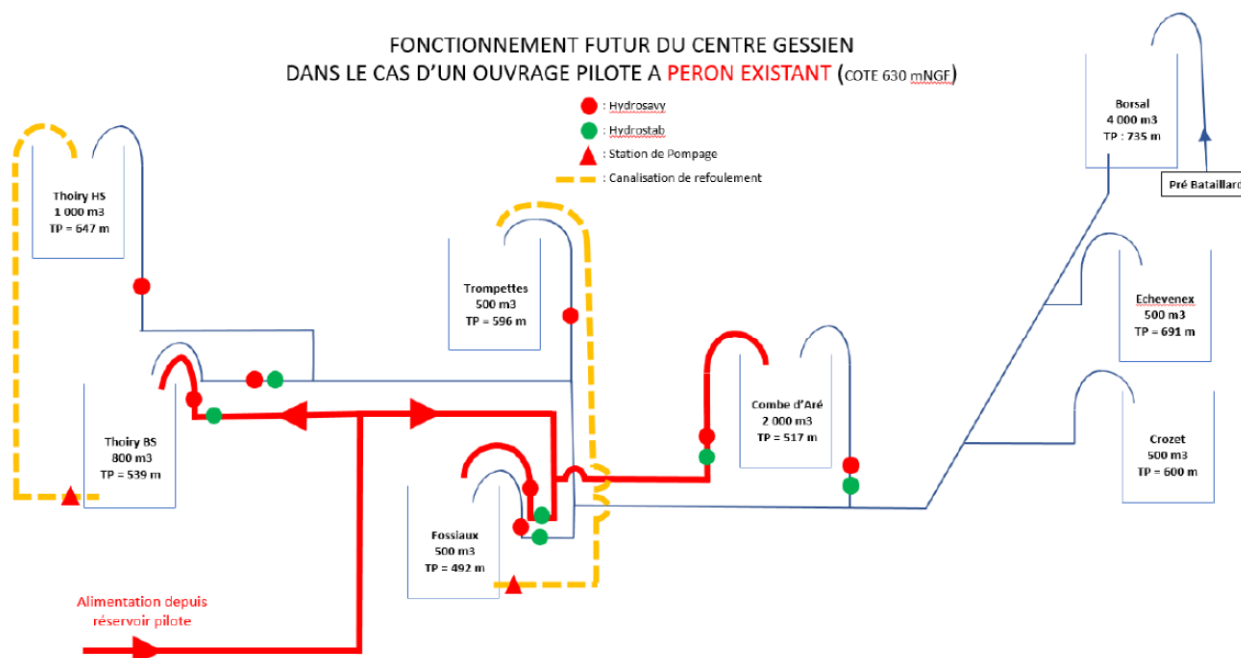 FONCTIONNEMENT FUTUR DU CENTRE GESSIEN
DANS LE CAS D'UN OUVRAGE PILOTE A PERON EXISTANT (COTE 630 mNGF)
: Hydrosavy
: Hydrostab
: Station de Pompage
: Canalisation de refoulement
Borsal
4 000 m3
TP : 735 m
Pré Bataillard
Thoiry HS
1 000 m3
TP = 647 m
Trompettes
500 m3
TP = 596 m
Echevenex
500 m3
TP = 691 m
Combe d'Aré
2 000 m3
TP = 517 m
Crozet
500 m3
TP = 600 m
Thoiry BS
800 m3
TP = 539 m
Fossiaux
500 m3
TP = 492 m
Alimentation depuis
réservoir pilote